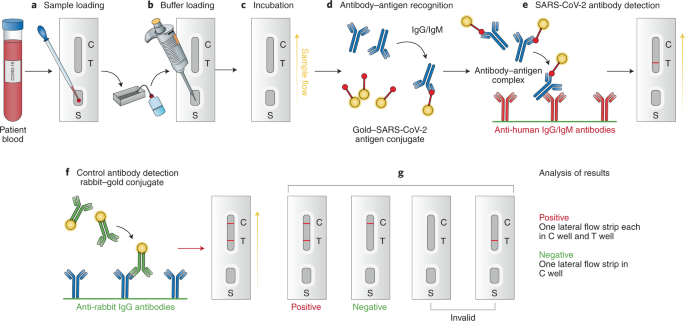 a Sample loading
b Buffer loading
c Incubation
d Antibody–antigen recognition
e SARS-CoV-2 antibody detection
C
T
S
C
T
S
C
T
S
Sample flow
IgG/IgM
Antibody–antigen
complex
C
T
S
Patient
blood
Gold–SARS-CoV-2
antigen conjugate
Anti-human IgG/IgM antibodies
f Control antibody detection
rabbit–gold conjugate
g
Analysis of results
C
T
S
C
T
S
C
T
S
C
T
S
C
T
S
Positive
One lateral flow strip each
in C well and T well
Negative
One lateral flow strip in
C well
Anti-rabbit IgG antibodies
Positive
Negative
Invalid